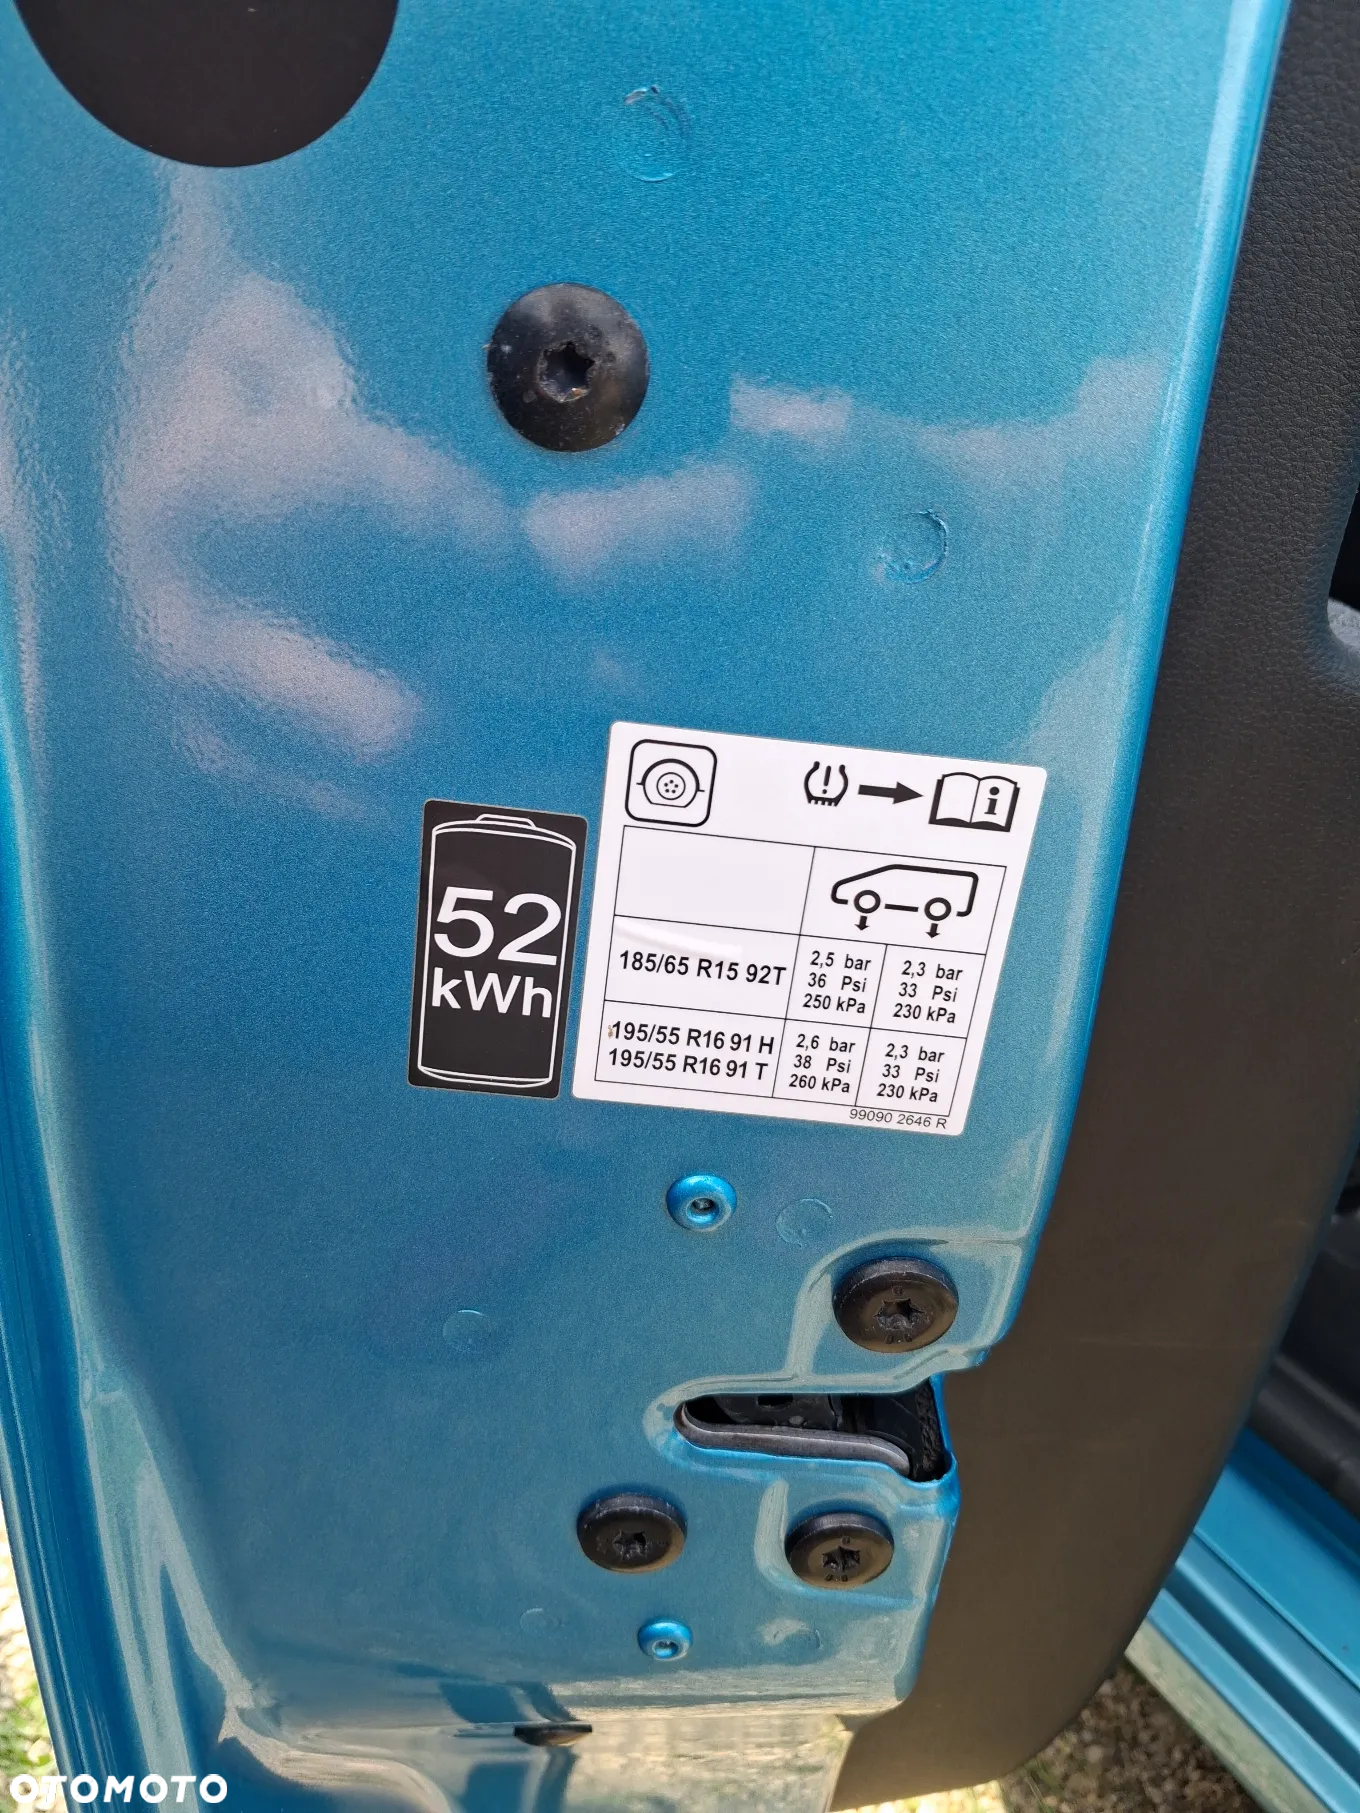 52
kWh
185/65 R15 92T
2,5 bar
36 Psi
250 kPa
2,3 bar
33 Psi
230 kPa
195/55 R16 91 H
195/55 R16 91 T
2,6 bar
38 Psi
260 kPa
2,3 bar
33 Psi
230 kPa
99090 2646 R
OTOMOTO